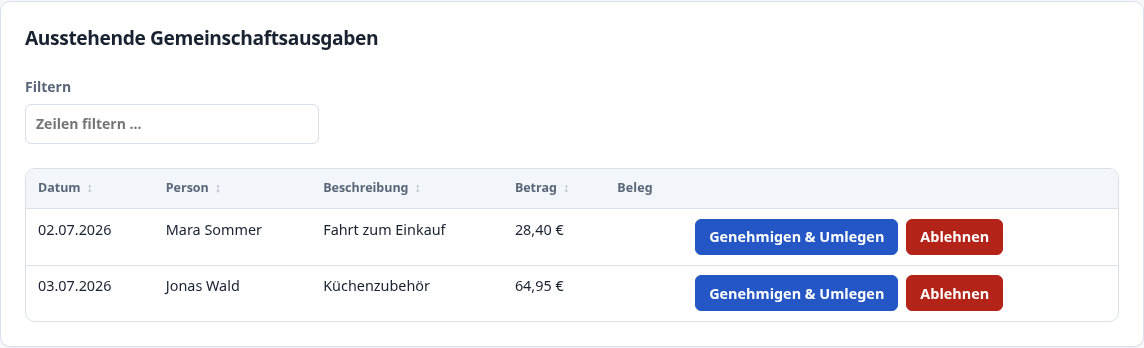 Ausstehende Gemeinschaftsausgaben
Filtern
Zeilen filtern ...
Datum ↕ Person ↕ Beschreibung ↕ Betrag ↕ Beleg
02.07.2026 Mara Sommer Fahrt zum Einkauf 28,40 € Genehmigen & Umlegen Ablehnen
03.07.2026 Jonas Wald Küchenzubehör 64,95 € Genehmigen & Umlegen Ablehnen